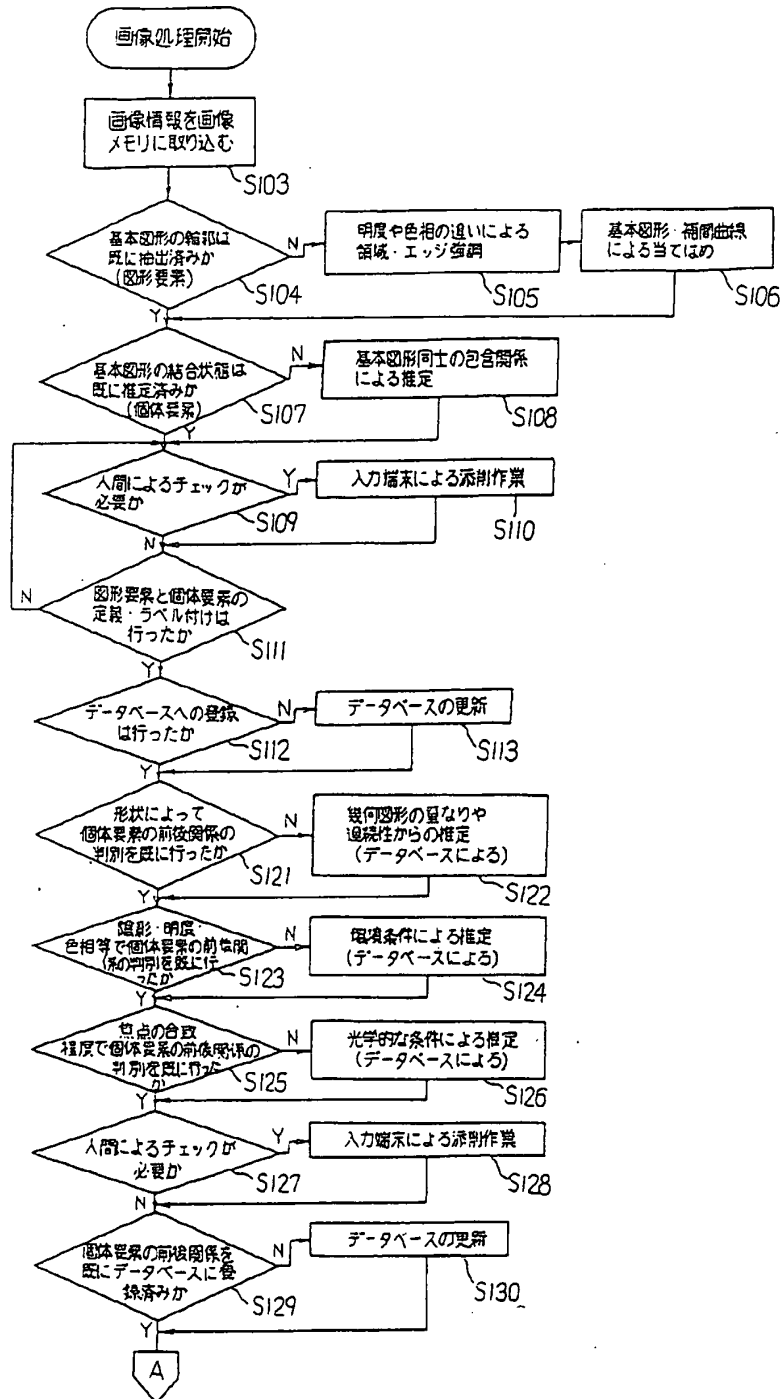 画像処理開始
画像情報を画像
メモリに取り込む
S103
基本図形の輪郭は
既に抽出済みか
(図形要素)
S104
N
Y
明度や色相の違いによる
領域・エッジ強調
S105
基本図形・補間曲線
による当てはめ
S106
基本図形の結合状態は
既に推定済みか
(個体要素)
S107
N
Y
基本図形同士の包含関係
による推定
S108
人間によるチェックが
必要か
S109
Y
N
入力端末による添削作業
S110
図形要素と個体要素の
定義・ラベル付けは
行ったか
S111
N
Y
データベースへの登録
は行ったか
S112
N
Y
データベースの更新
S113
形状によって
個体要素の前後関係の
判別を既に行ったか
S121
N
Y
幾何図形の重なりや
連続性からの推定
(データベースによる)
S122
陰影・明度・
色相等で個体要素の前後関
係の判別を既に行
ったか
S123
N
Y
環境条件による推定
(データベースによる)
S124
焦点の合致
程度で個体要素の前後関係の
判別を既に行った
か
S125
N
Y
光学的な条件による推定
(データベースによる)
S126
人間によるチェックが
必要か
S127
Y
N
入力端末による添削作業
S128
個体要素の前後関係を
既にデータベースに登
録済みか
S129
N
Y
データベースの更新
S130
A